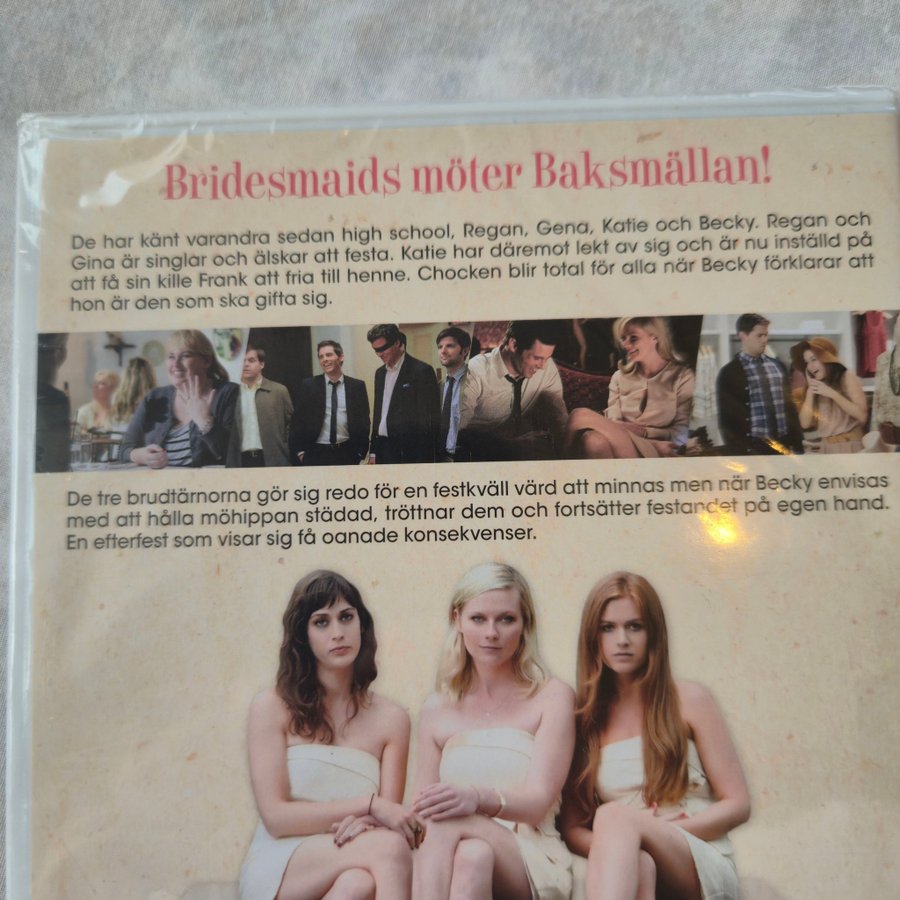 Bridesmaids möter Baksmällan!
De har känt varandra sedan high school, Regan, Gena, Katie och Becky. Regan och
Gina är singlar och älskar att festa. Katie har däremot lekt av sig och är nu inställd på
att få sin kille Frank att fria till henne. Chocken blir total för alla när Becky förklarar att
hon är den som ska gifta sig.
De tre brudtärnorna gör sig redo för en festkväll värd att minnas men när Becky envisas
med att hålla möhippan städad, tröttnar dem och fortsätter festandet på egen hand.
En efterfest som visar sig få oanade konsekvenser.